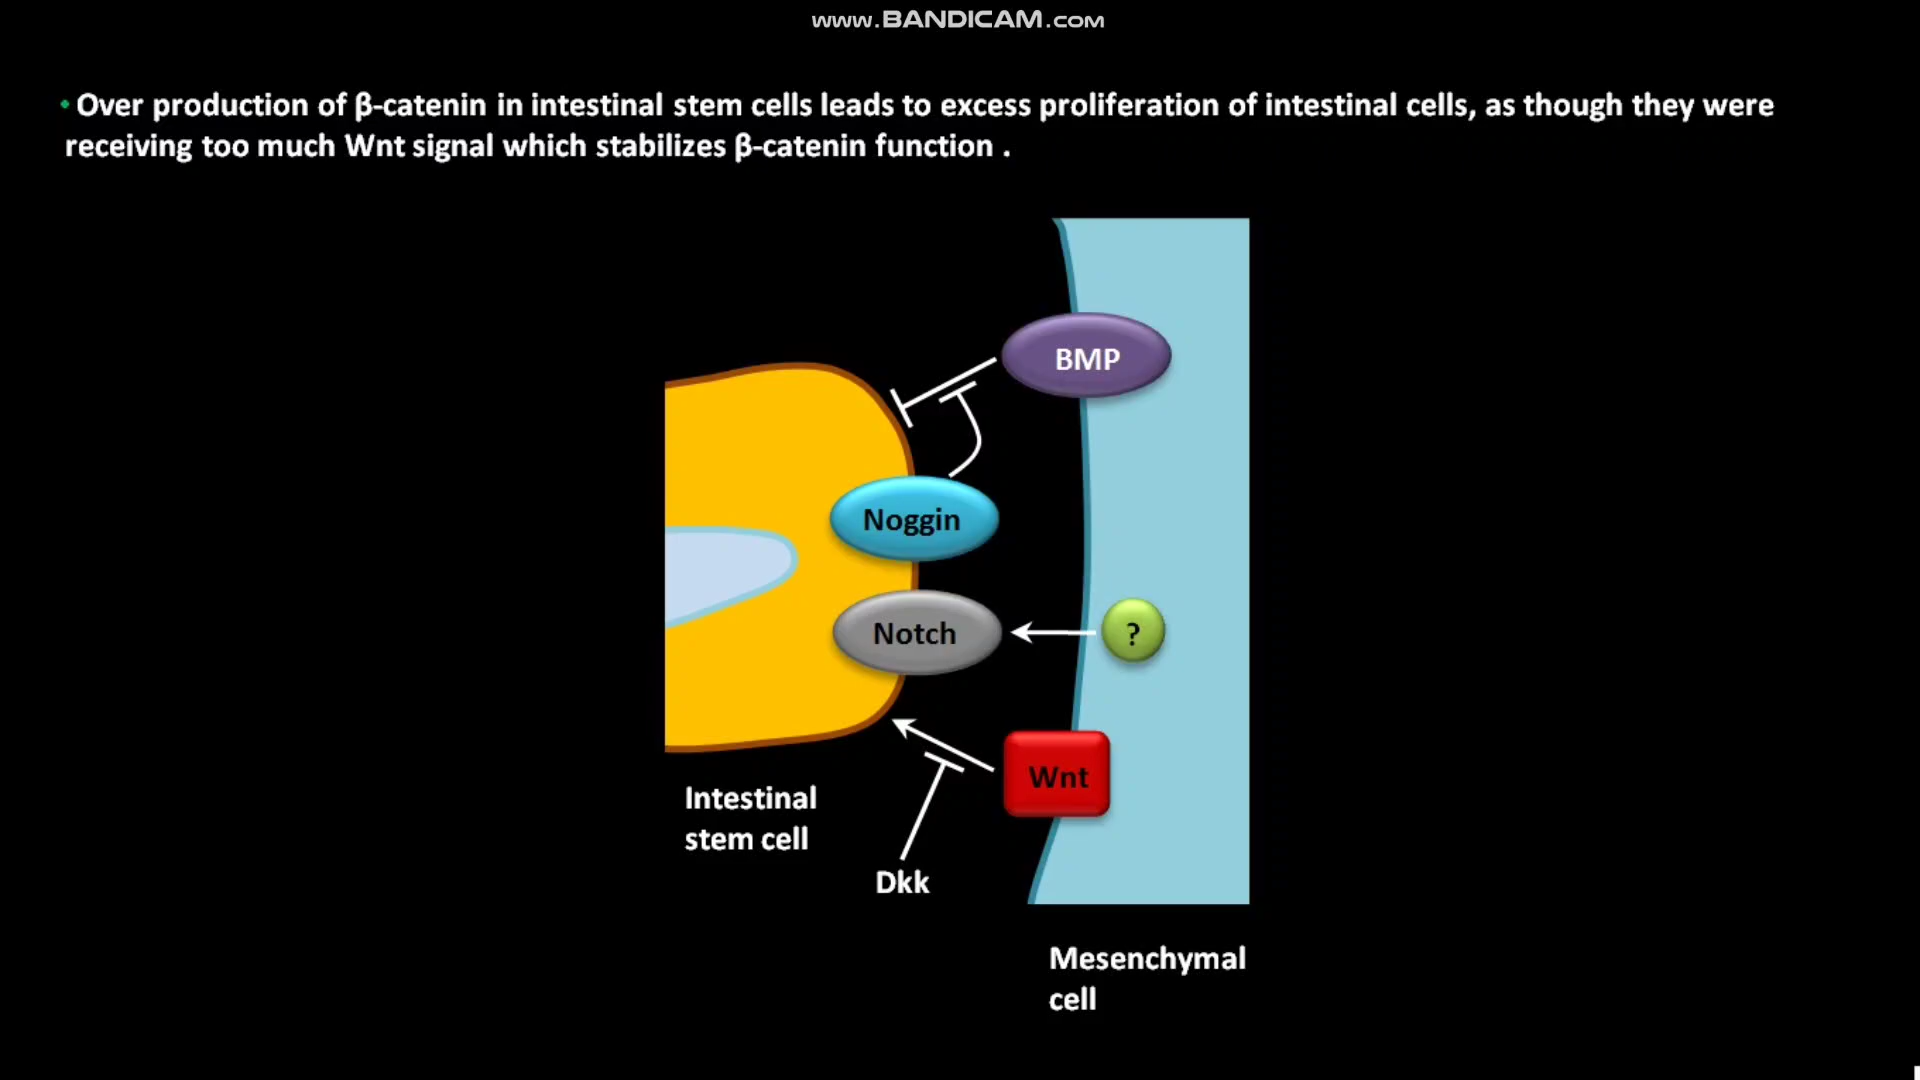 www.BANDICAM.com
• Over production of β-catenin in intestinal stem cells leads to excess proliferation of intestinal cells, as though they were
receiving too much Wnt signal which stabilizes β-catenin function .
BMP
Noggin
Notch
?
Wnt
Intestinal
stem cell
Dkk
Mesenchymal
cell